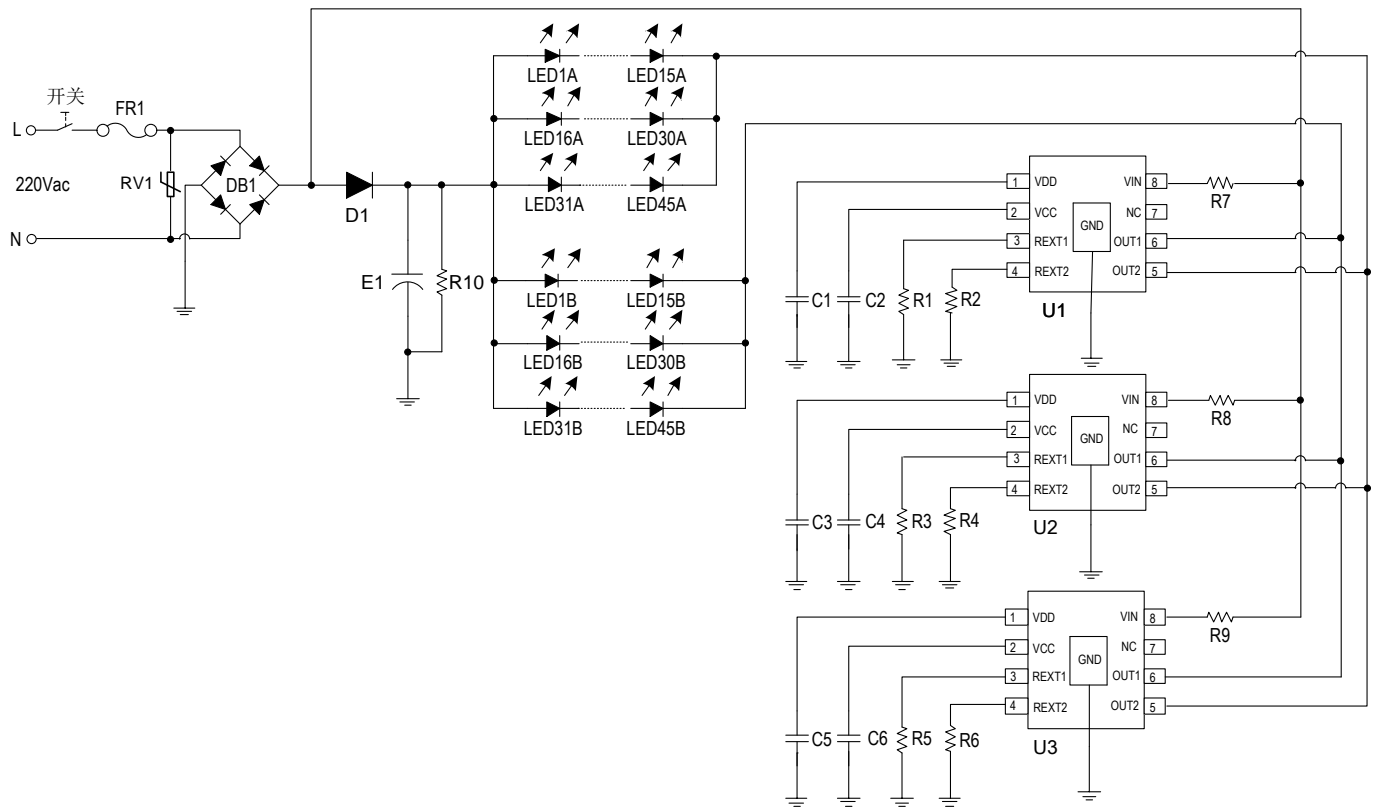 LED1A
LED15A
开关
FR1
L
LED16A
LED30A
220Vac
RV1
DB1
D1
LED31A
LED45A
N
E1
R10
LED1B
LED15B
LED16B
LED30B
LED31B
LED45B
1 VDD VIN 8
R7
2 VCC NC 7
GND
3 REXT1 OUT1 6
4 REXT2 OUT2 5
C1 C2 R1 R2
U1
1 VDD VIN 8
R8
2 VCC NC 7
GND
3 REXT1 OUT1 6
4 REXT2 OUT2 5
C3 C4 R3 R4
U2
1 VDD VIN 8
R9
2 VCC NC 7
GND
3 REXT1 OUT1 6
4 REXT2 OUT2 5
C5 C6 R5 R6
U3